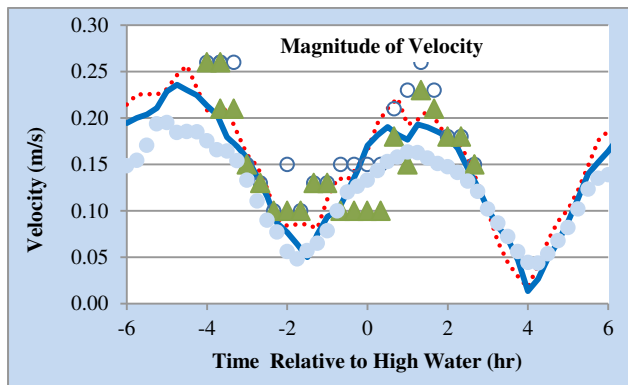 Magnitude of Velocity
0.30
0.25
0.20
0.15
0.10
0.05
0.00
Velocity (m/s)
-6 -4 -2 0 2 4 6
Time Relative to High Water (hr)